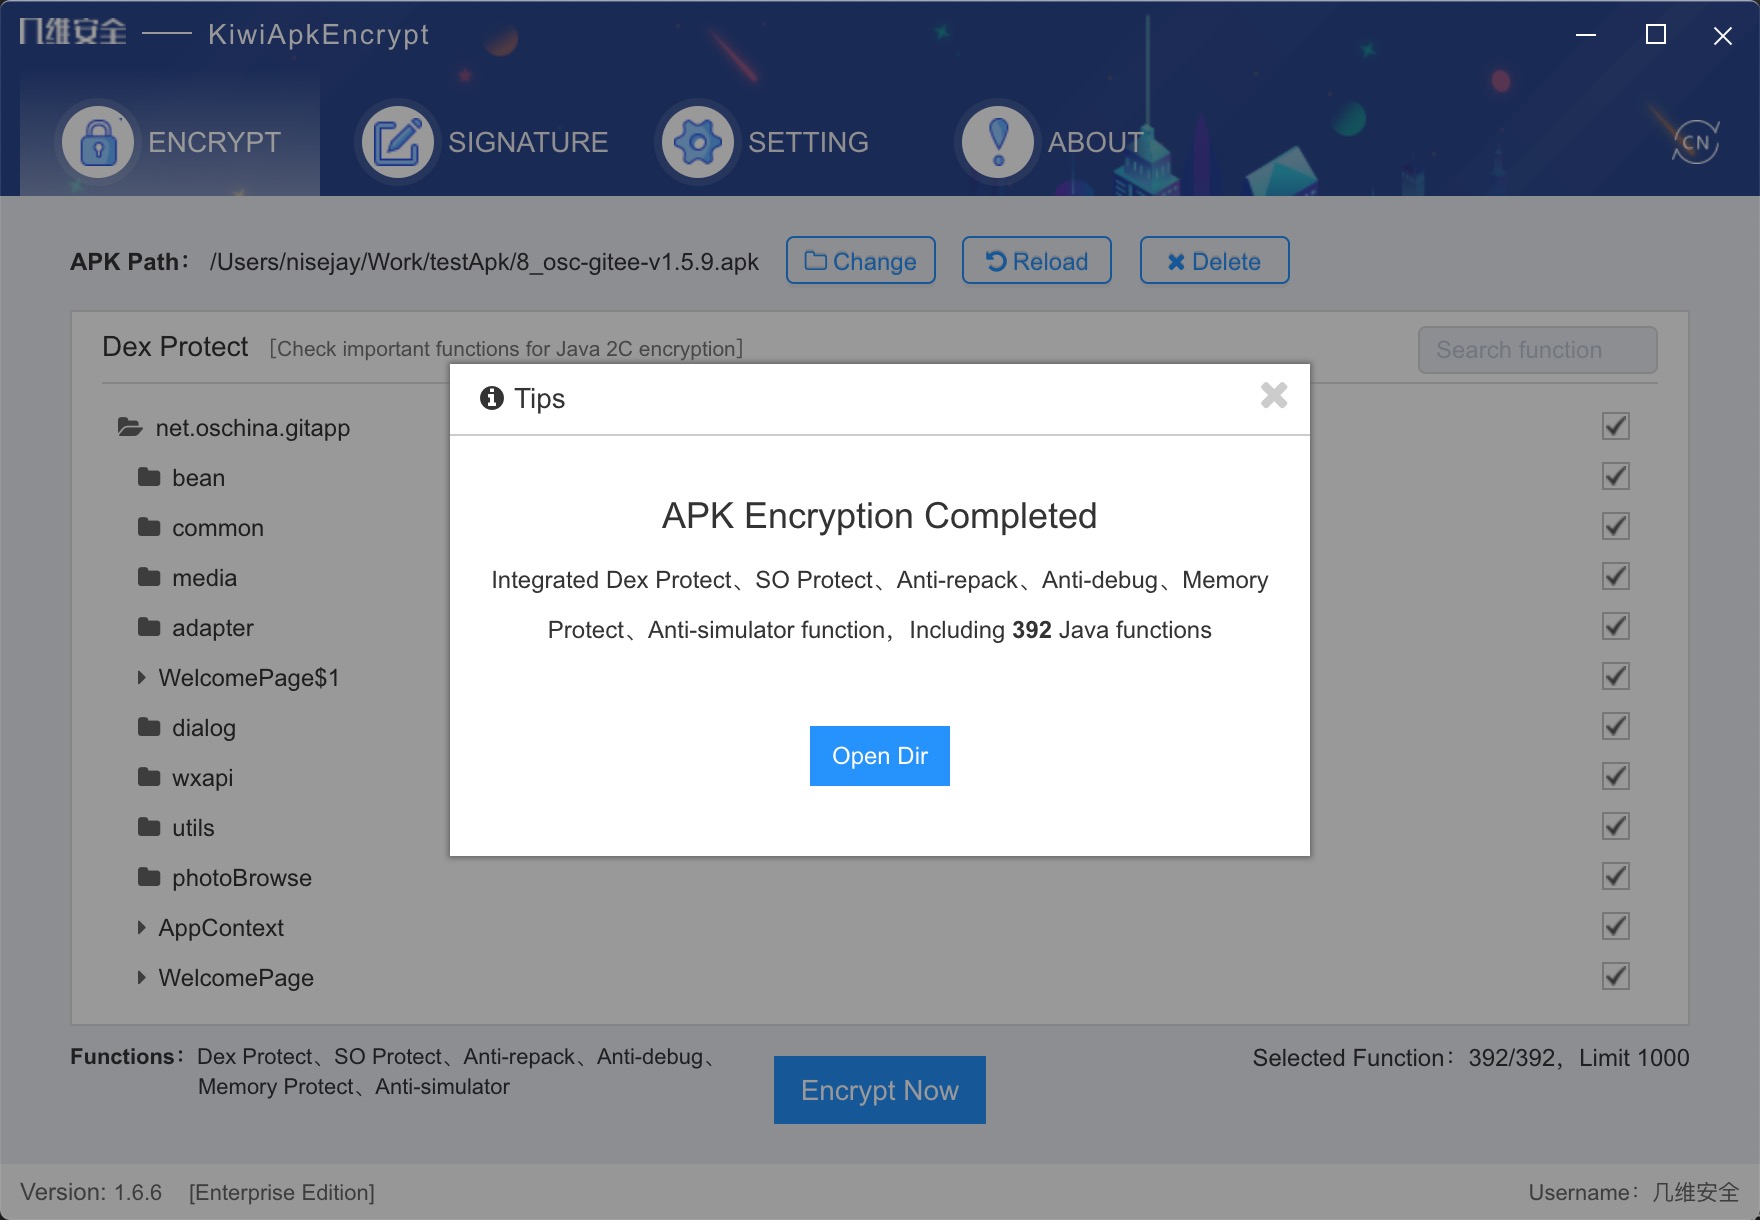 几维安全 —— KiwiApkEncrypt
ENCRYPT
SIGNATURE
SETTING
ABOUT
CN
APK Path： /Users/nisejay/Work/testApk/8_osc-gitee-v1.5.9.apk
Change
Reload
Delete
Dex Protect [Check important functions for Java 2C encryption]
Search function
Tips
APK Encryption Completed
Integrated Dex Protect、SO Protect、Anti-repack、Anti-debug、Memory
Protect、Anti-simulator function，Including 392 Java functions
Open Dir
net.oschina.gitapp
bean
common
media
adapter
WelcomePage$1
dialog
wxapi
utils
photoBrowse
AppContext
WelcomePage
Functions： Dex Protect、SO Protect、Anti-repack、Anti-debug、
Memory Protect、Anti-simulator
Encrypt Now
Selected Function：392/392，Limit 1000
Version: 1.6.6 [Enterprise Edition]
Username：几维安全